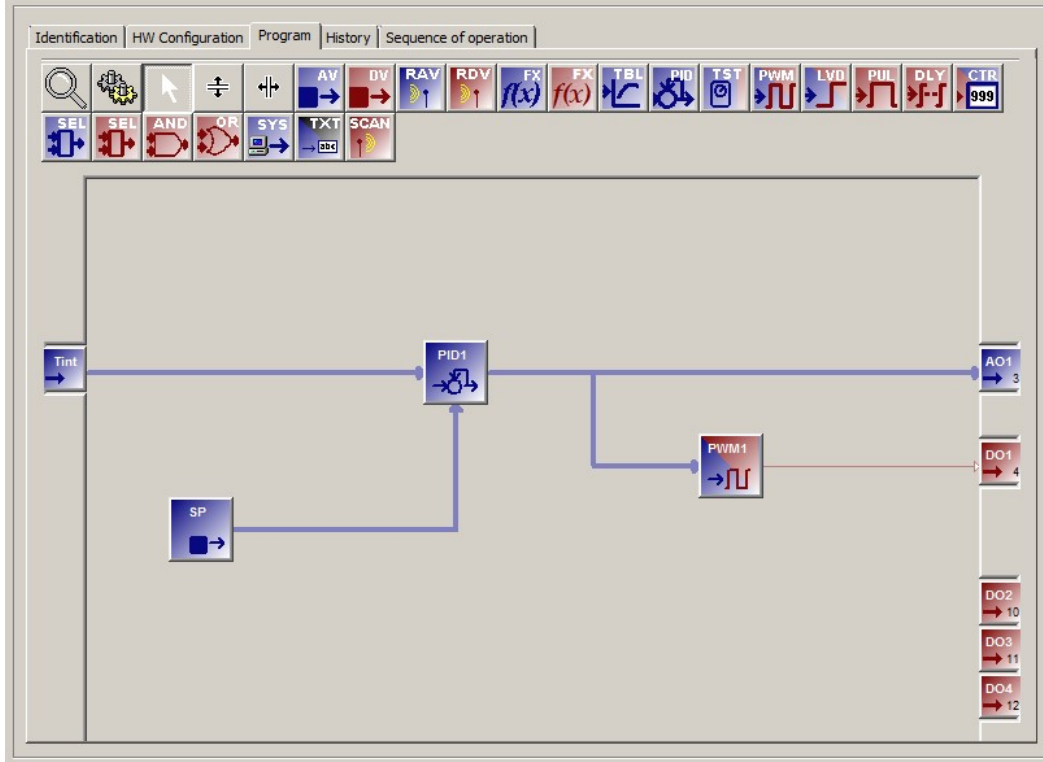 Identification HW Configuration Program History Sequence of operation
AV DV RAV RDV FX FX TBL PID TST PWM LVD PUL DLY CTR
f(x) f(x) 999
SEL SEL AND OR SYS TXT SCAN
abc
PID1
Tint
AO1
3
PWM1
DO1
4
SP
DO2
10
DO3
11
DO4
12